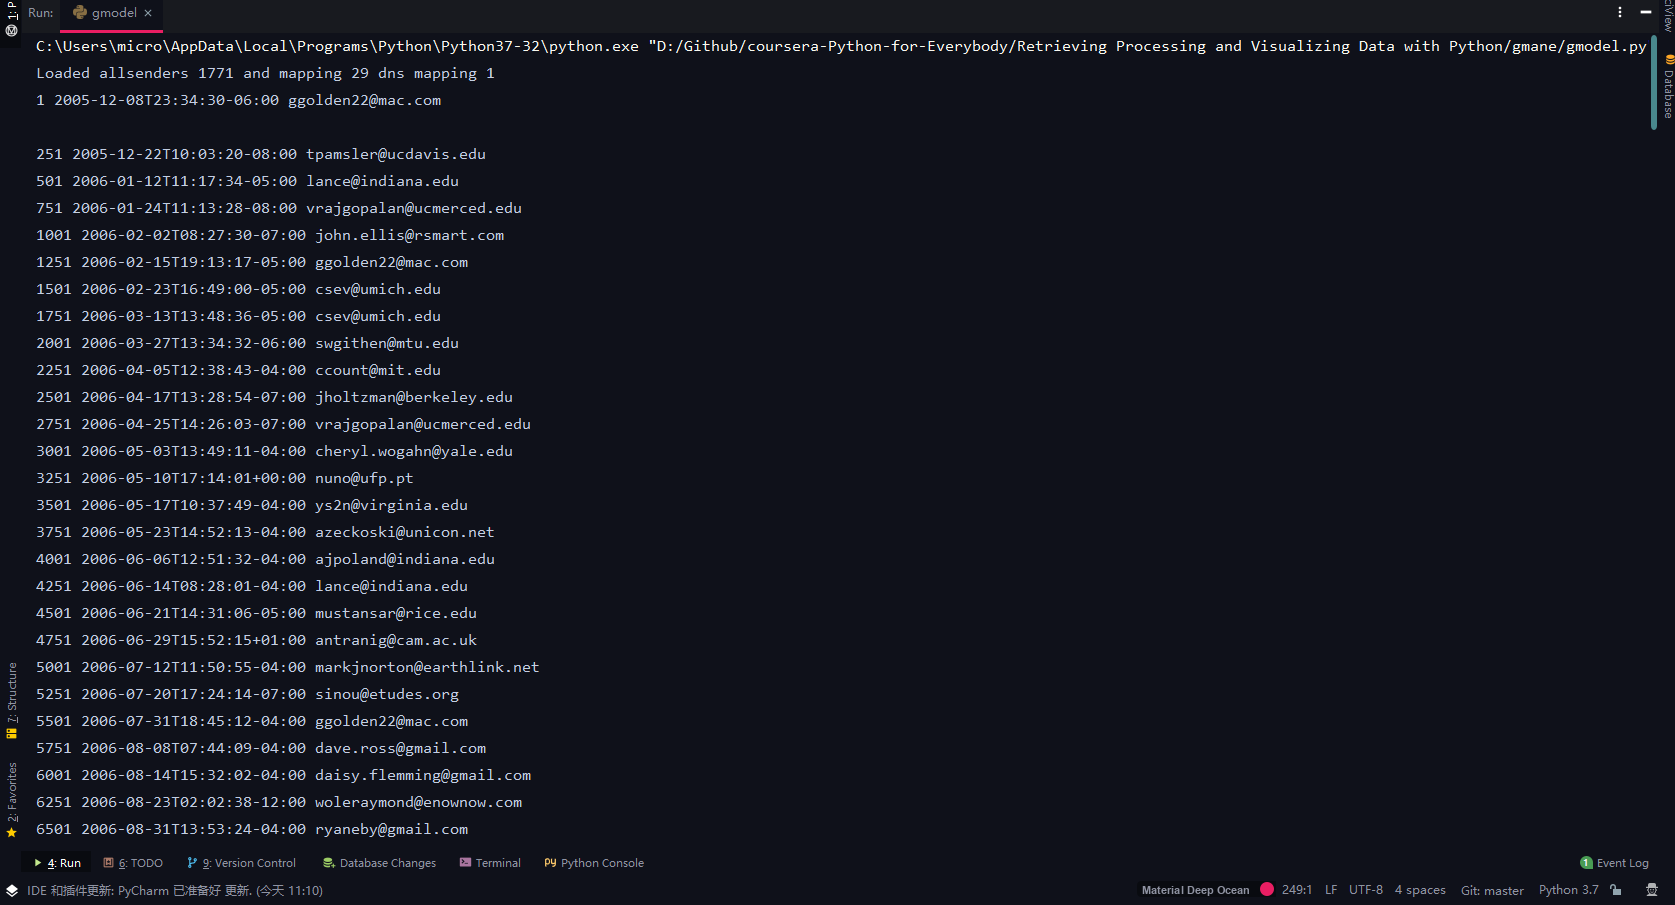 1: P
Run:
gmodel ×
C:\Users\micro\AppData\Local\Programs\Python\Python37-32\python.exe "D:/Github/coursera-Python-for-Everybody/Retrieving Processing and Visualizing Data with Python/gmane/gmodel.py
Loaded allsenders 1771 and mapping 29 dns mapping 1
1 2005-12-08T23:34:30-06:00 ggolden22@mac.com
251 2005-12-22T10:03:20-08:00 tpamsler@ucdavis.edu
501 2006-01-12T11:17:34-05:00 lance@indiana.edu
751 2006-01-24T11:13:28-08:00 vrajgopalan@ucmerced.edu
1001 2006-02-02T08:27:30-07:00 john.ellis@rsmart.com
1251 2006-02-15T19:13:17-05:00 ggolden22@mac.com
1501 2006-02-23T16:49:00-05:00 csev@umich.edu
1751 2006-03-13T13:48:36-05:00 csev@umich.edu
2001 2006-03-27T13:34:32-06:00 swgithen@mtu.edu
2251 2006-04-05T12:38:43-04:00 ccount@mit.edu
2501 2006-04-17T13:28:54-07:00 jholtzman@berkeley.edu
2751 2006-04-25T14:26:03-07:00 vrajgopalan@ucmerced.edu
3001 2006-05-03T13:49:11-04:00 cheryl.wogahn@yale.edu
3251 2006-05-10T17:14:01+00:00 nuno@ufp.pt
3501 2006-05-17T10:37:49-04:00 ys2n@virginia.edu
3751 2006-05-23T14:52:13-04:00 azeckoski@unicon.net
4001 2006-06-06T12:51:32-04:00 ajpoland@indiana.edu
4251 2006-06-14T08:28:01-04:00 lance@indiana.edu
4501 2006-06-21T14:31:06-05:00 mustansar@rice.edu
4751 2006-06-29T15:52:15+01:00 antranig@cam.ac.uk
5001 2006-07-12T11:50:55-04:00 markjnorton@earthlink.net
5251 2006-07-20T17:24:14-07:00 sinou@etudes.org
5501 2006-07-31T18:45:12-04:00 ggolden22@mac.com
5751 2006-08-08T07:44:09-04:00 dave.ross@gmail.com
6001 2006-08-14T15:32:02-04:00 daisy.flemming@gmail.com
6251 2006-08-23T02:02:38-12:00 woleraymond@enownow.com
6501 2006-08-31T13:53:24-04:00 ryaneby@gmail.com
7: Structure
2: Favorites
Database
4: Run 6: TODO 9: Version Control Database Changes Terminal Python Console 1 Event Log
IDE 和插件更新: PyCharm 已准备好 更新. (今天 11:10) Material Deep Ocean 249:1 LF UTF-8 4 spaces Git: master Python 3.7